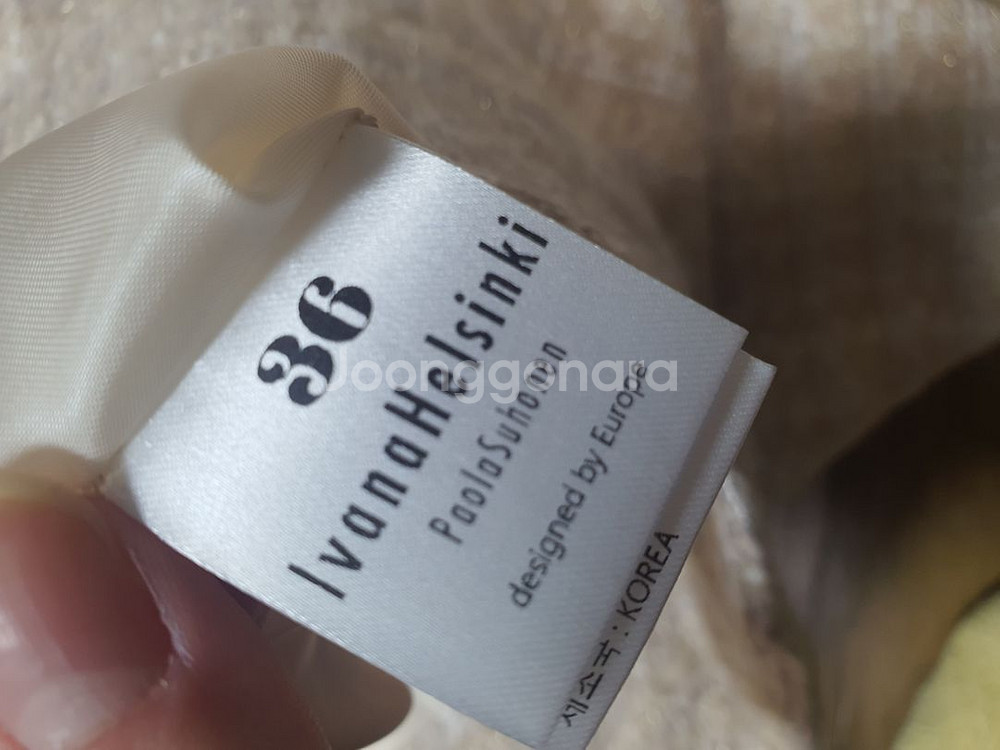 36
IvanaHelsinki
PaolaSuhonen
designed by Europe
제조국 : KOREA
Joonggonara